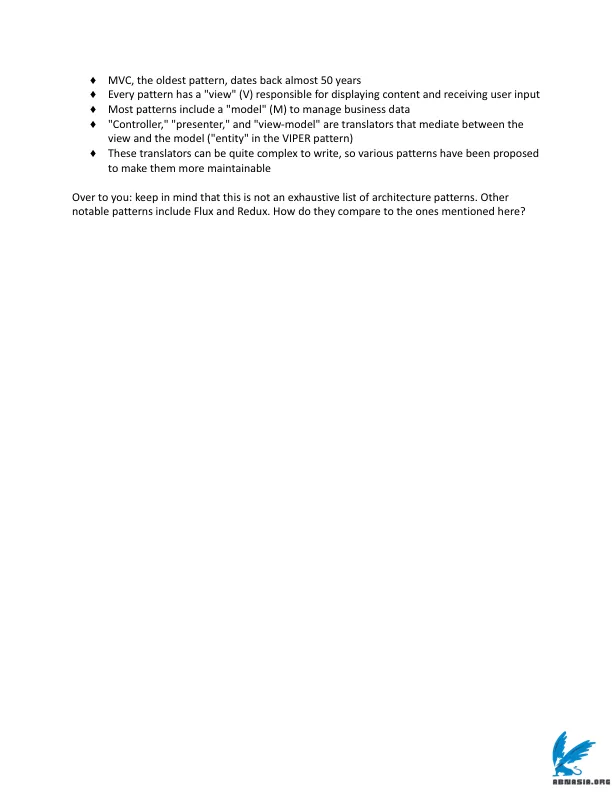 ♦ MVC, the oldest pattern, dates back almost 50 years
♦ Every pattern has a "view" (V) responsible for displaying content and receiving user input
♦ Most patterns include a "model" (M) to manage business data
♦ "Controller," "presenter," and "view-model" are translators that mediate between the
view and the model ("entity" in the VIPER pattern)
♦ These translators can be quite complex to write, so various patterns have been proposed
to make them more maintainable
Over to you: keep in mind that this is not an exhaustive list of architecture patterns. Other
notable patterns include Flux and Redux. How do they compare to the ones mentioned here?
ABNASIA.ORG